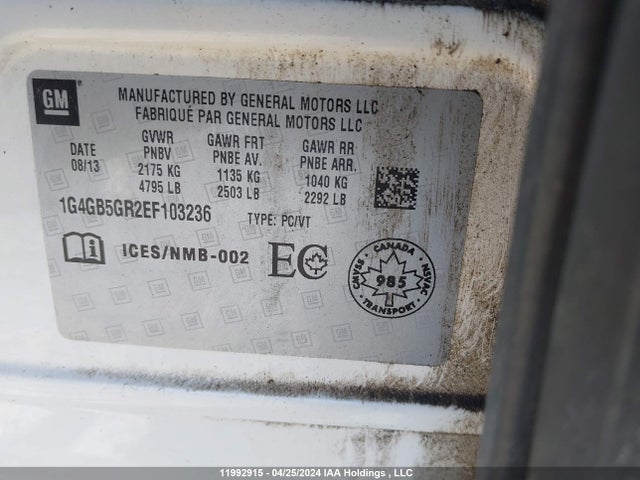 GM
MANUFACTURED BY GENERAL MOTORS LLC
FABRIQUÉ PAR GENERAL MOTORS LLC
DATE
08/13
GVWR
PNBV
2175 KG
4795 LB
GAWR FRT
PNBE AV.
1135 KG
2503 LB
GAWR RR
PNBE ARR.
1040 KG
2292 LB
1G4GB5GR2EF103236
TYPE: PC/VT
ICES/NMB-002
EC
CANADA
CMVSS
NSVAC
985
TRANSPORT
11992915 - 04/25/2024 IAA Holdings , LLC